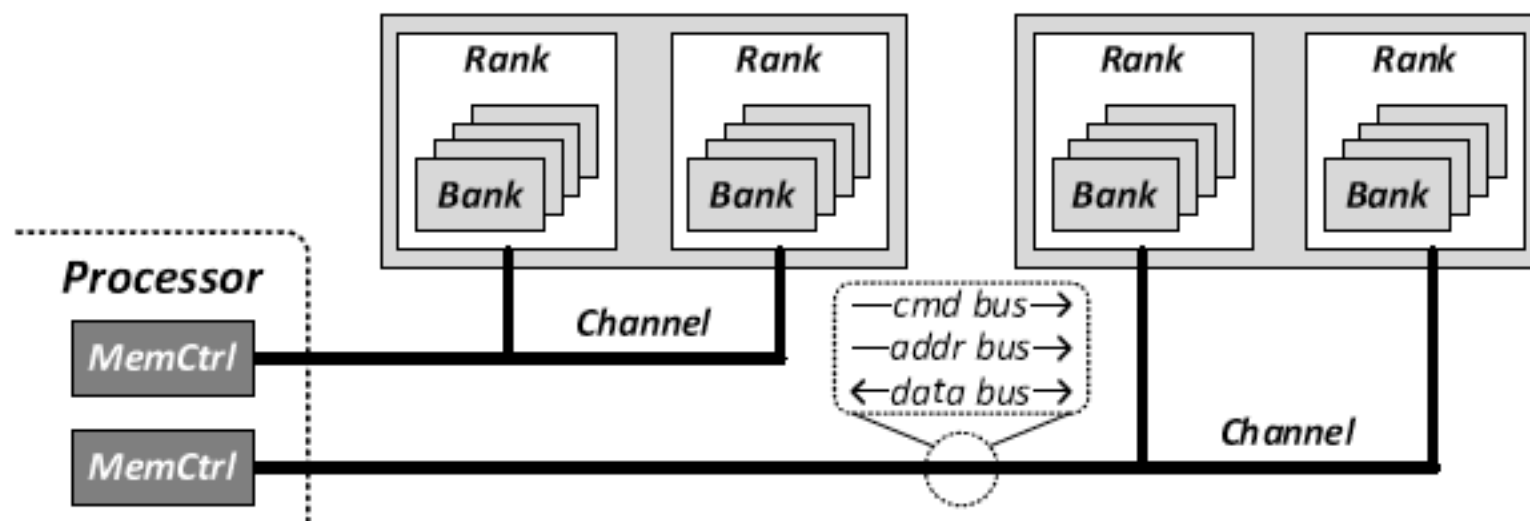 Rank Rank Rank Rank
Bank Bank Bank Bank
Processor
MemCtrl
Channel
cmd bus
addr bus
data bus
MemCtrl
Channel